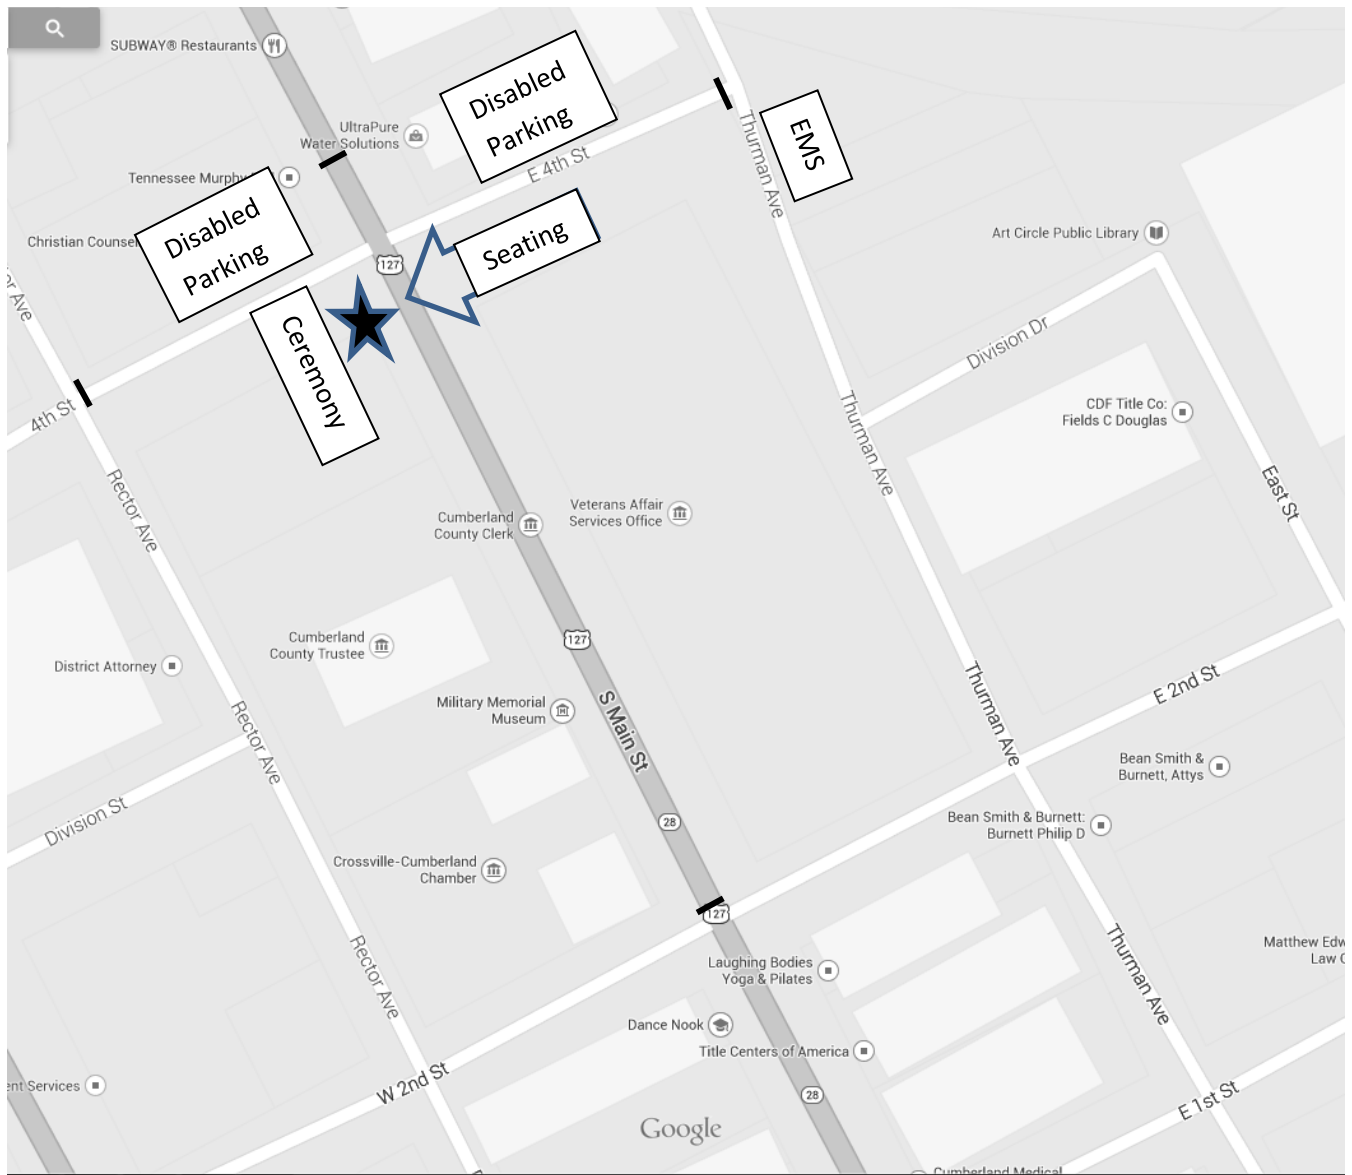 SUBWAY® Restaurants
Disabled
Parking
UltraPure
Water Solutions
EMS
Thurman Ave
E 4th St
Tennessee Murphy
Disabled
Parking
Christian Counsel
Seating
127
Art Circle Public Library
Ave
Ceremony
Division Dr
4th St
CDF Title Co:
Fields C Douglas
Thurman Ave
Rector Ave
East St
Cumberland
County Clerk
Veterans Affair
Services Office
127
Cumberland
County Trustee
District Attorney
Military Memorial
Museum
S Main St
Thurman Ave
E 2nd St
Rector Ave
Bean Smith &
Burnett, Attys
Division St
28
Bean Smith & Burnett:
Burnett Philip D
Crossville-Cumberland
Chamber
127
Rector Ave
Laughing Bodies
Yoga & Pilates
Thurman Ave
Matthew Edw
Law
Dance Nook
Title Centers of America
W 2nd St
ent Services
28
E 1st St
Google
Cumberland Medical